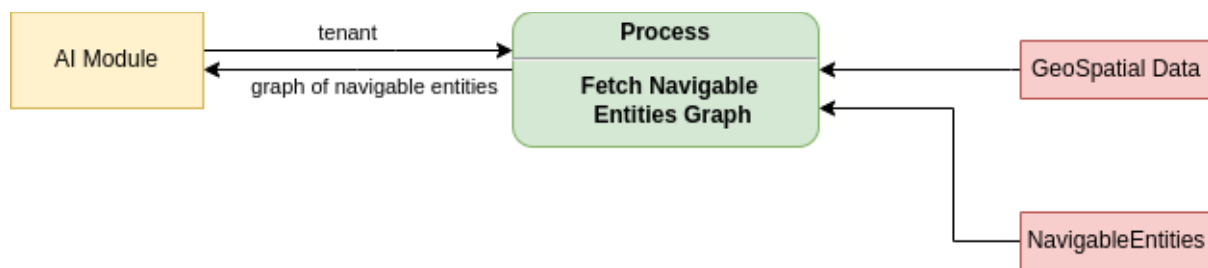 AI Module
tenant
graph of navigable entities
Process
Fetch Navigable
Entities Graph
GeoSpatial Data
NavigableEntities